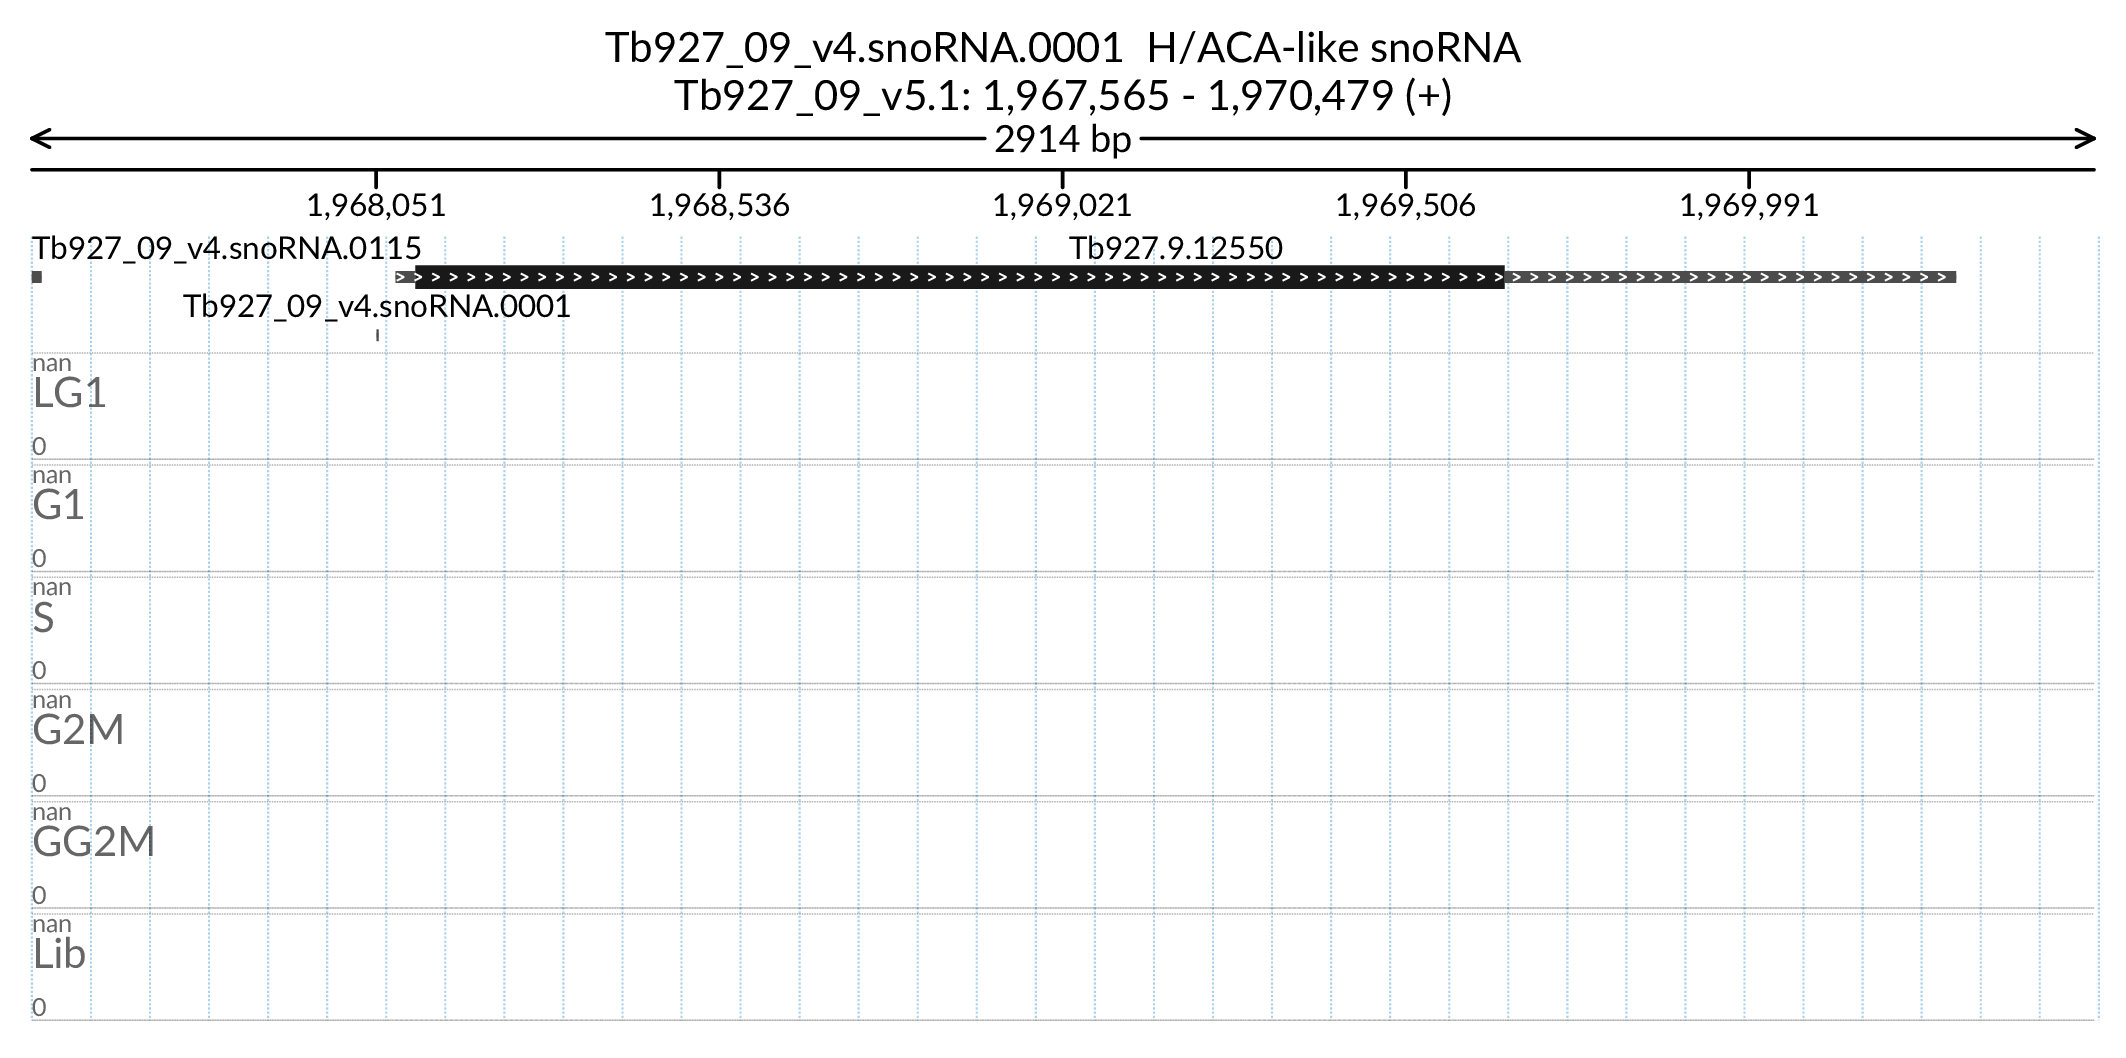 Tb927_09_v4.snoRNA.0001  H/ACA-like snoRNA
Tb927_09_v5.1: 1,967,565 - 1,970,479 (+)
2914 bp
1,968,051 1,968,536 1,969,021 1,969,506 1,969,991
Tb927_09_v4.snoRNA.0115 Tb927.9.12550
Tb927_09_v4.snoRNA.0001
nan
LG1
0
nan
G1
0
nan
S
0
nan
G2M
0
nan
GG2M
0
nan
Lib
0